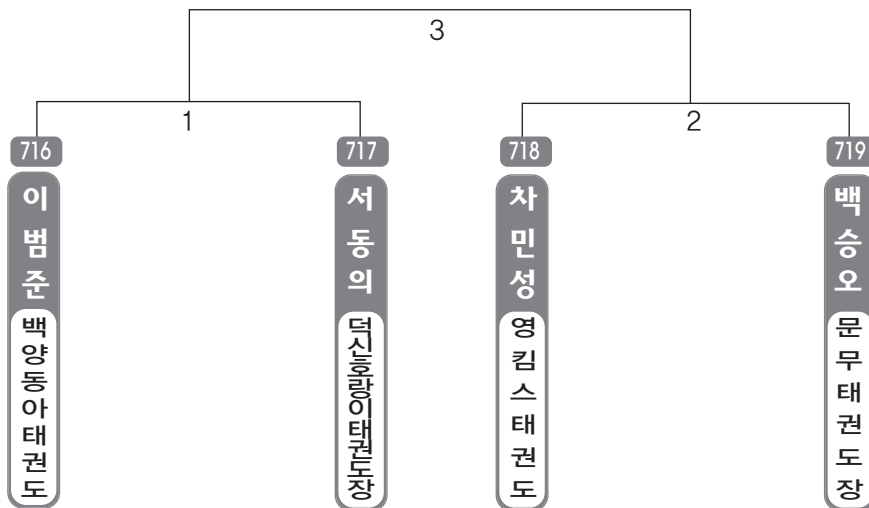 3
1
2
716
717
718
719
이범준
서동의
차민성
백승오
백양동아태권도
덕신호랑이태권도장
영킴스태권도
문무태권도장